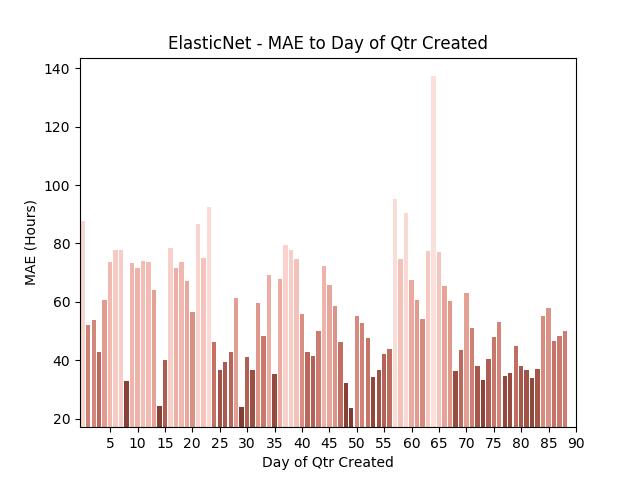 ElasticNet - MAE to Day of Qtr Created
140
120
100
80
60
40
20
MAE (Hours)
5 10 15 20 25 30 35 40 45 50 55 60 65 70 75 80 85 90
Day of Qtr Created